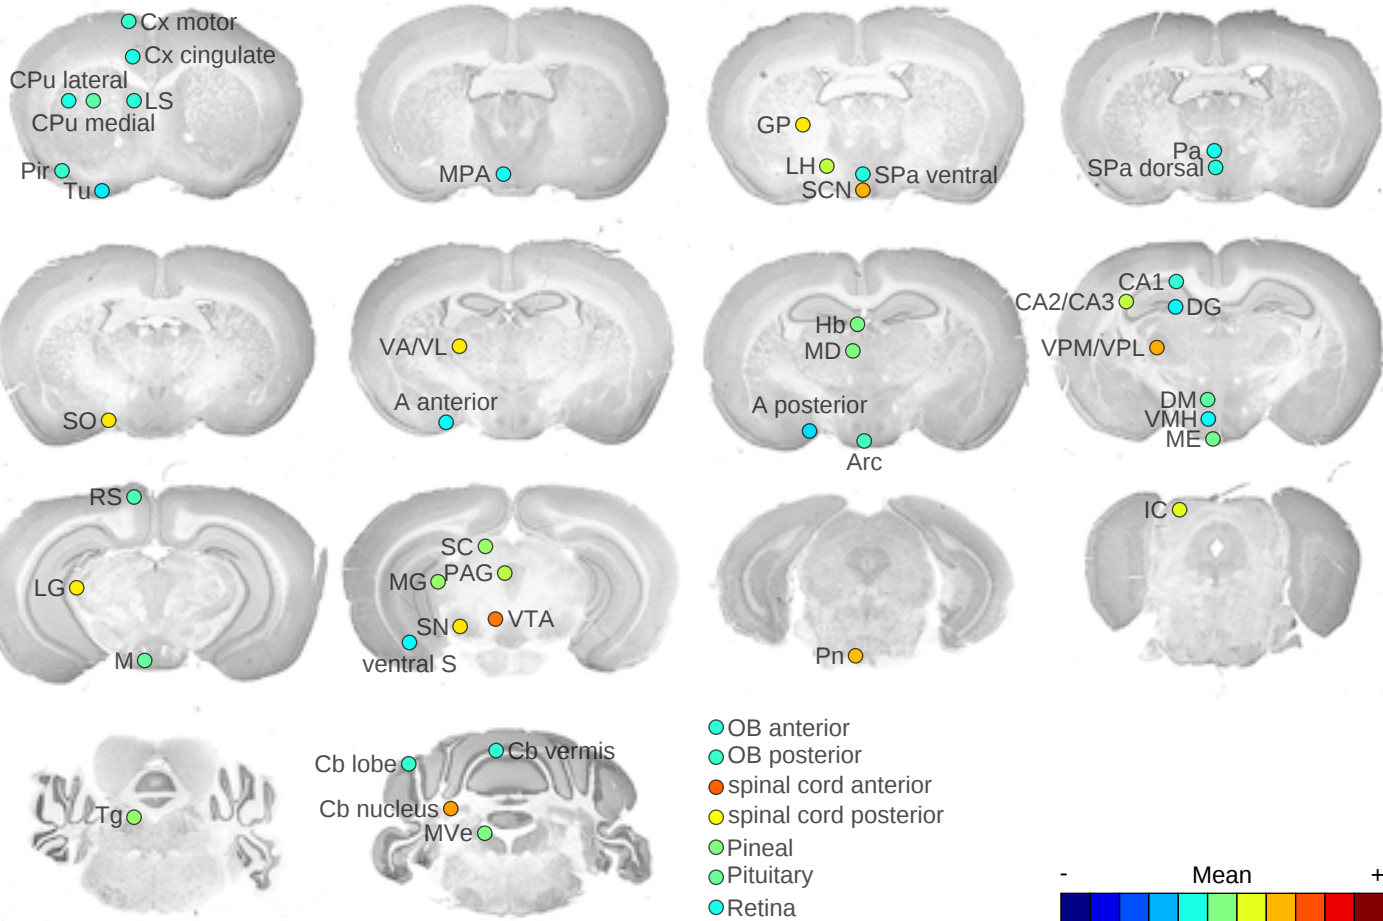 Cx motor
Cx cingulate
CPu lateral
LS
CPu medial
Pir
Tu
MPA
GP
LH
SPa ventral
SCN
Pa
SPa dorsal
SO
VA/VL
A anterior
Hb
MD
A posterior
Arc
CA1
CA2/CA3
DG
VPM/VPL
DM
VMH
ME
RS
LG
M
SC
PAG
MG
SN
VTA
ventral S
Pn
IC
Tg
Cb vermis
Cb lobe
Cb nucleus
MVe
OB anterior
OB posterior
spinal cord anterior
spinal cord posterior
Pineal
Pituitary
Retina
- Mean +